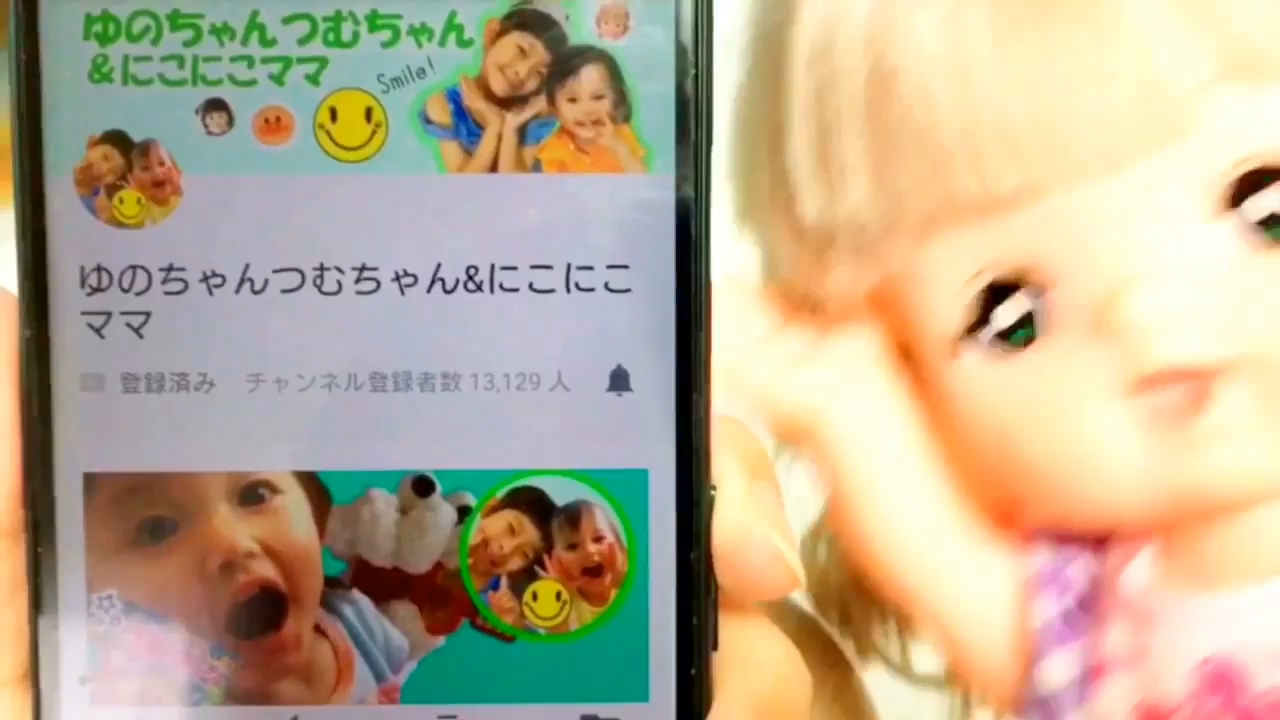 ゆのちゃんつむちゃん
&にこにこママ
Smile!
ゆのちゃんつむちゃん&にこにこ
ママ
登録済み チャンネル登録者数 13,129 人